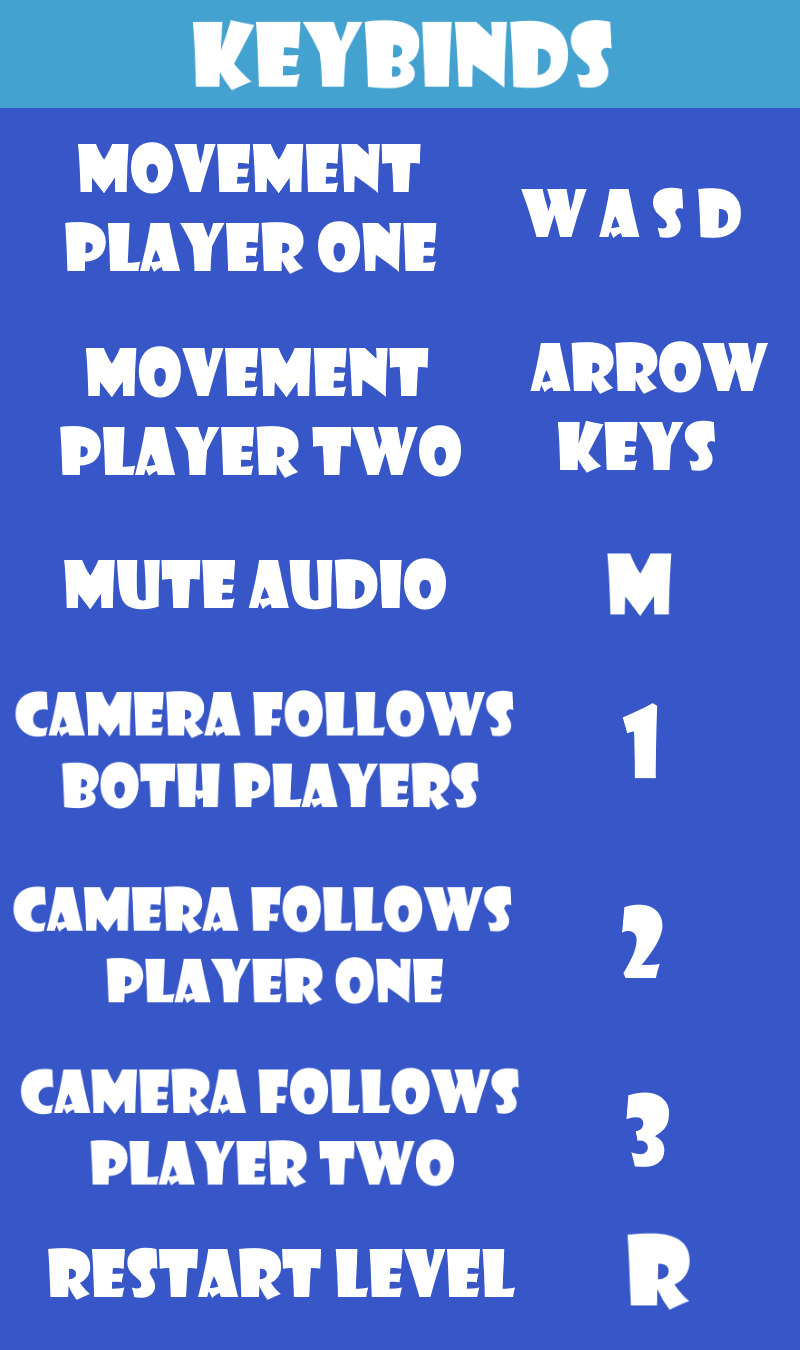 KEYBINDS
MOVEMENT
PLAYER ONE
W A S D
MOVEMENT
PLAYER TWO
ARROW
KEYS
MUTE AUDIO
M
CAMERA FOLLOWS
BOTH PLAYERS
1
CAMERA FOLLOWS
PLAYER ONE
2
CAMERA FOLLOWS
PLAYER TWO
3
RESTART LEVEL
R